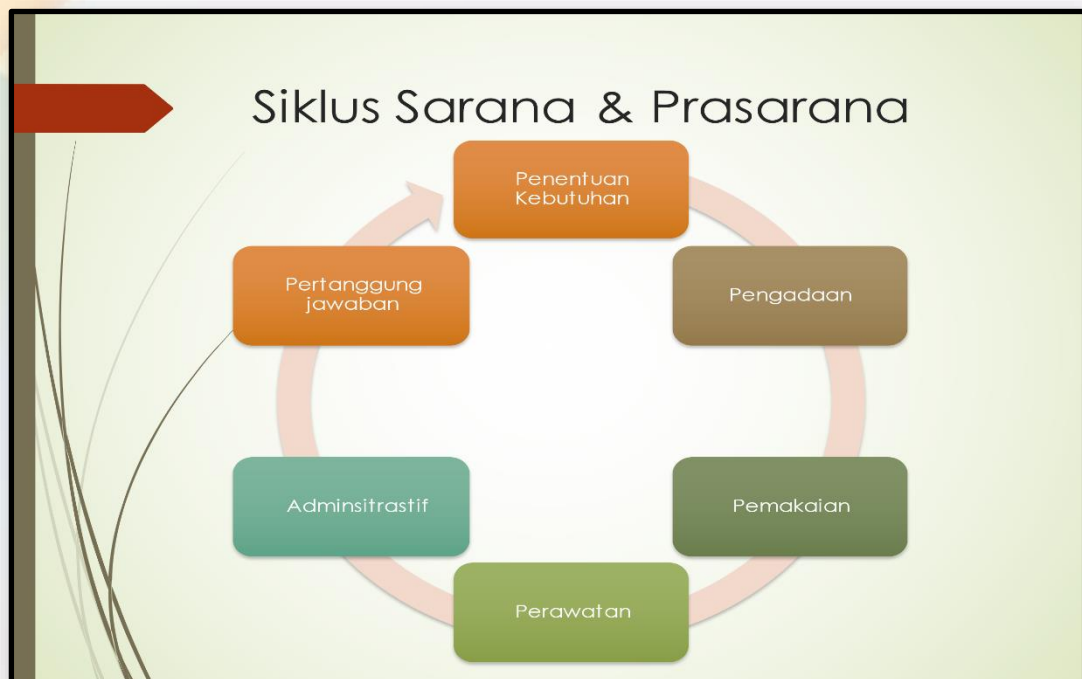 Siklus Sarana & Prasarana
Penentuan
Kebutuhan
Pengadaan
Pemakaian
Perawatan
Adminsitrastif
Pertanggung
jawaban